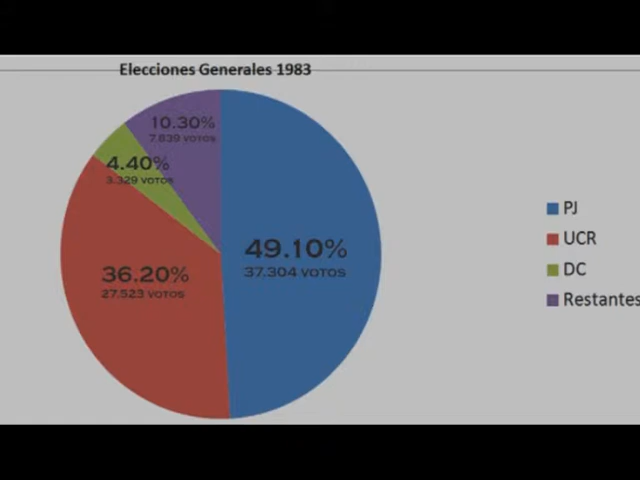 Elecciones Generales 1983
10.30%
7.839 VOTOS
4.40%
3.329 VOTOS
49.10%
37.304 VOTOS
36.20%
27.523 VOTOS
PJ
UCR
DC
Restantes